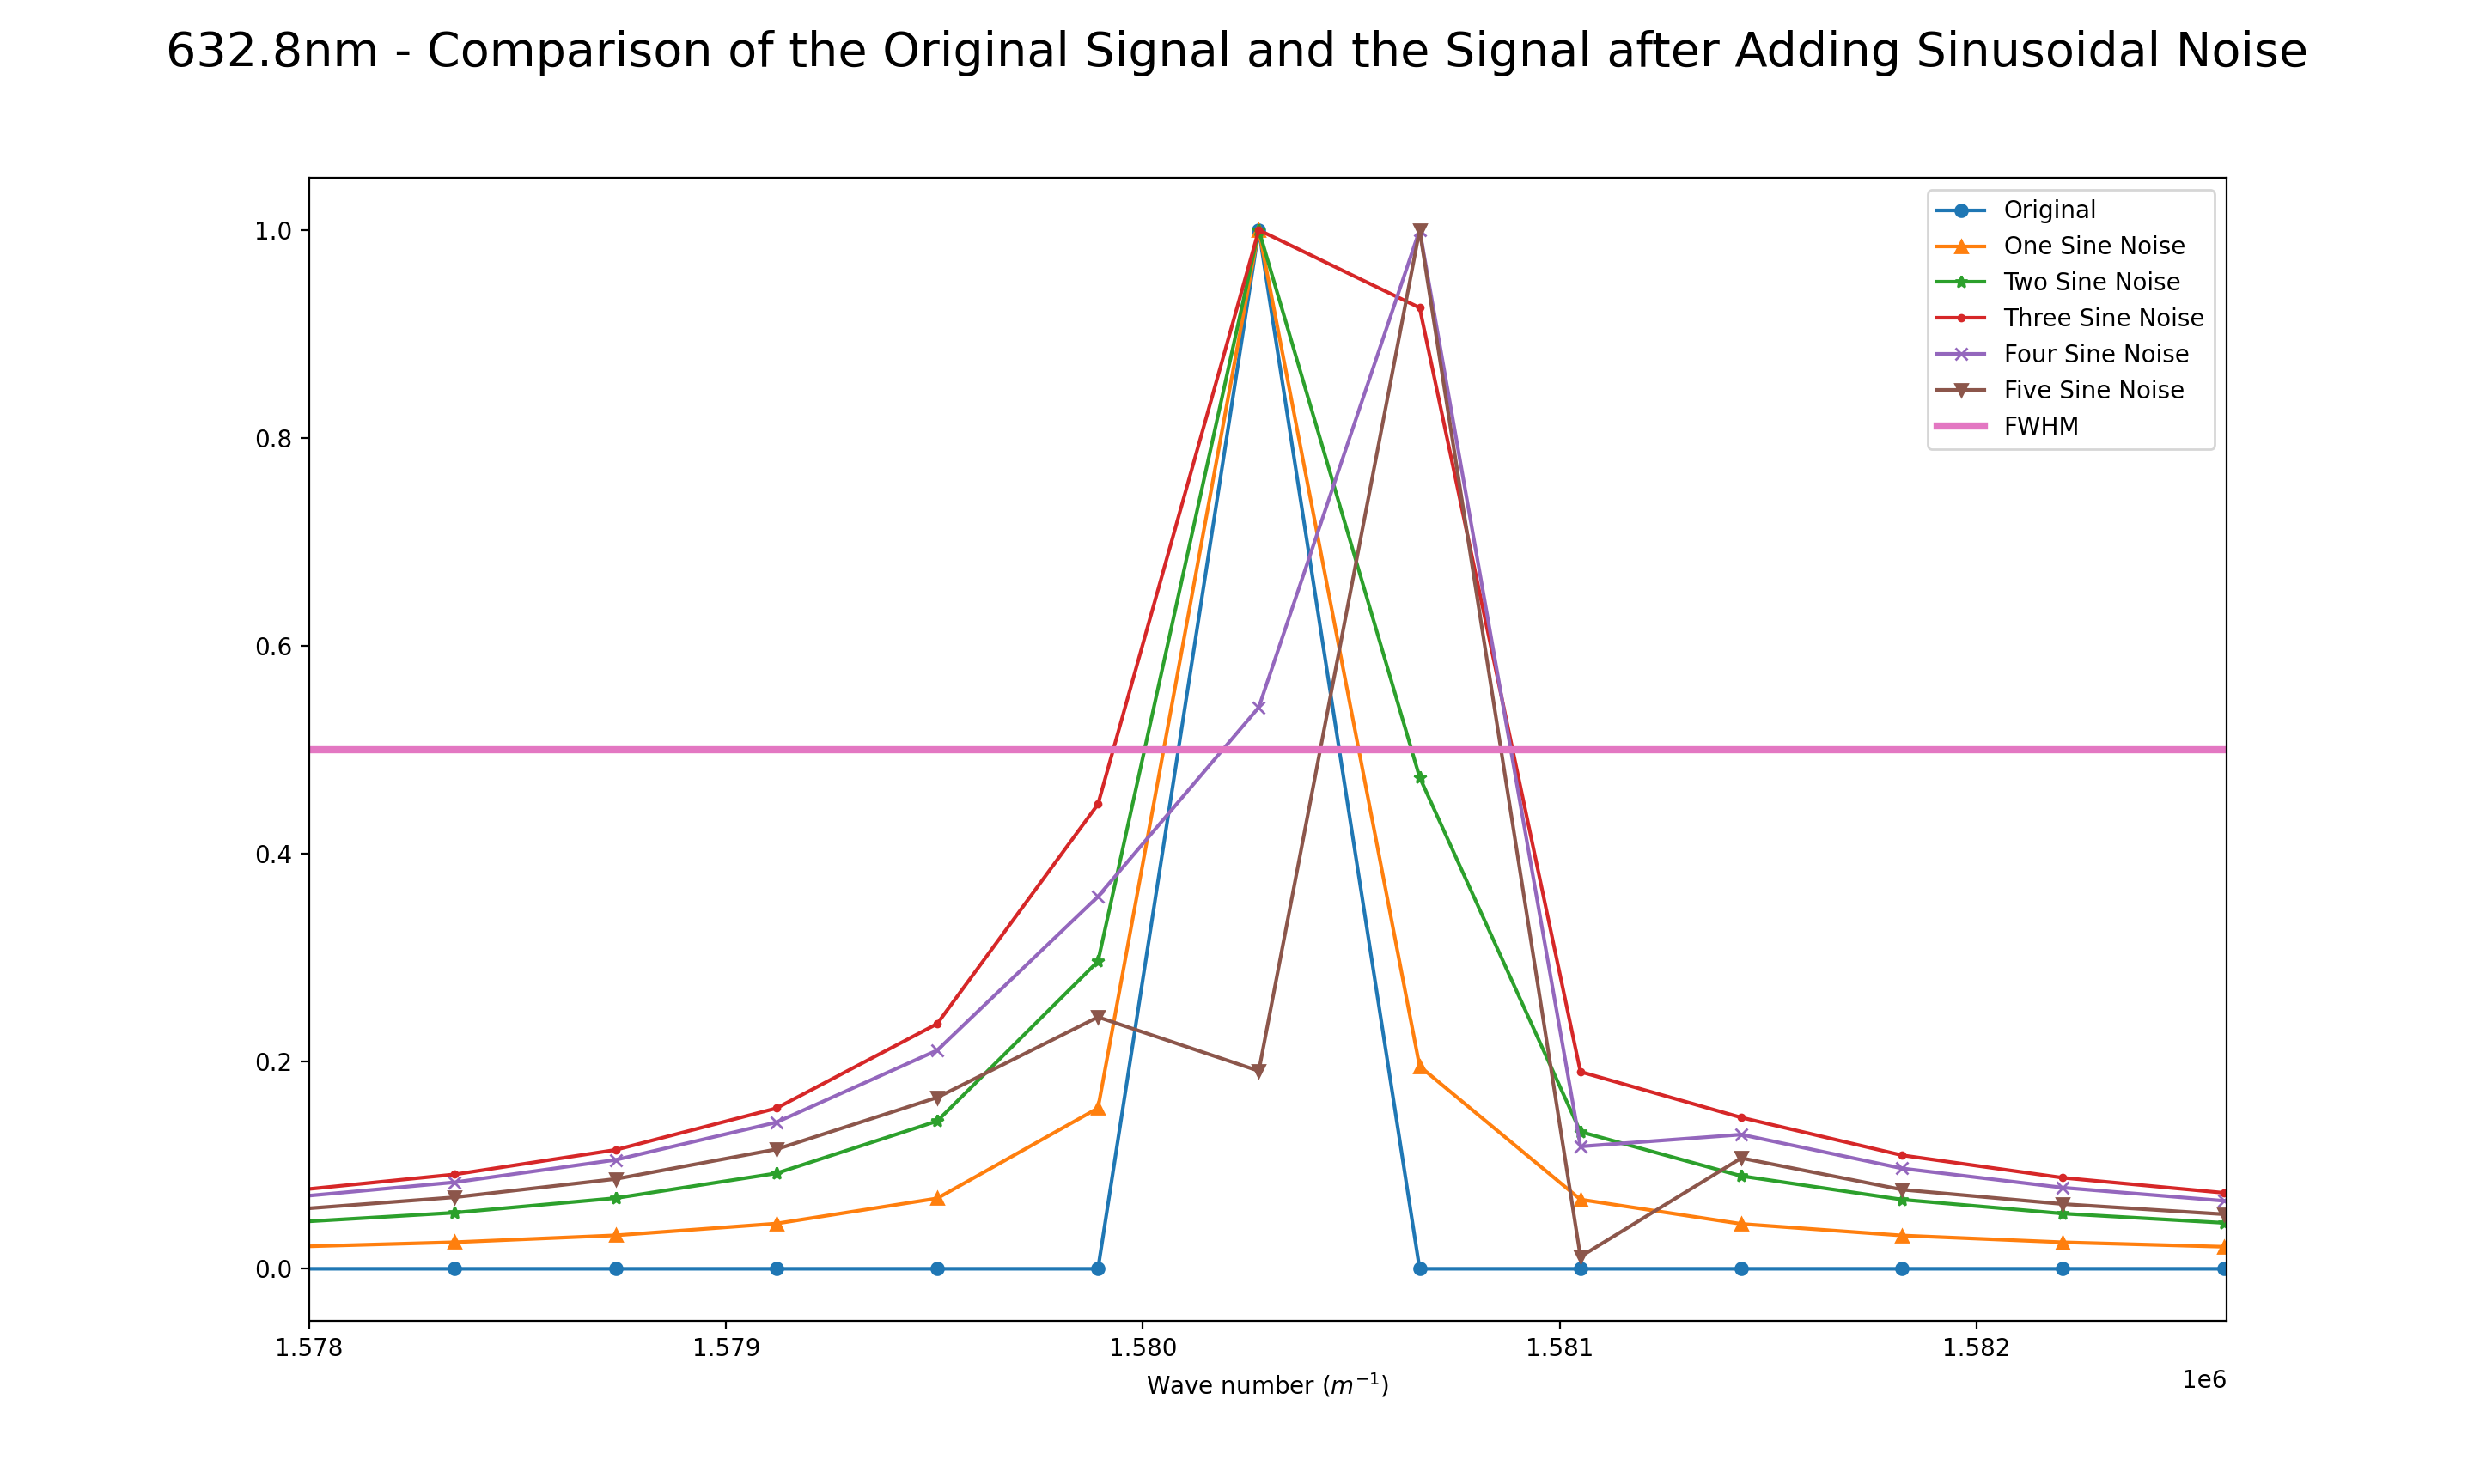 632.8nm - Comparison of the Original Signal and the Signal after Adding Sinusoidal Noise
Original
One Sine Noise
Two Sine Noise
Three Sine Noise
Four Sine Noise
Five Sine Noise
FWHM
1.0
0.8
0.6
0.4
0.2
0.0
1.578 1.579 1.580 1.581 1.582
1e6
Wave number (m⁻¹)